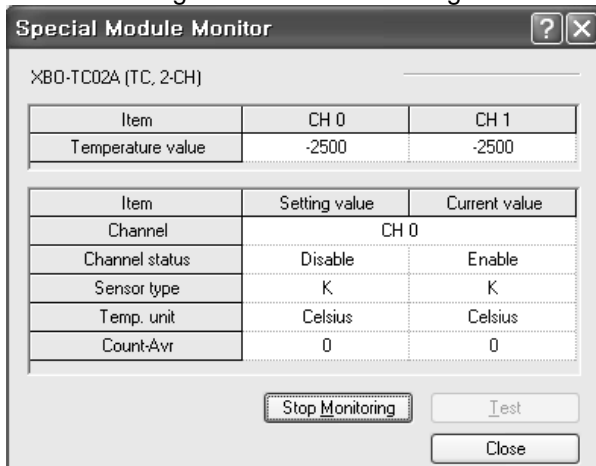 Special Module Monitor
XBO-TC02A (TC, 2-CH)
Item CH 0 CH 1
Temperature value -2500 -2500
Item Setting value Current value
Channel CH 0
Channel status Disable Enable
Sensor type K K
Temp. unit Celsius Celsius
Count-Avr 0 0
Stop Monitoring Test
Close